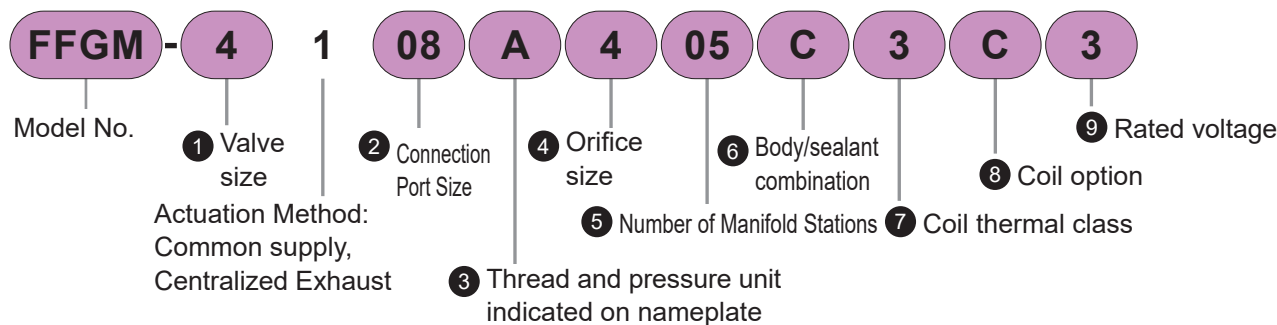 FFGM - 4 1 08 A 4 05 C 3 C 3
Model No.
1 Valve
size
Actuation Method:
Common supply,
Centralized Exhaust
2 Connection
Port Size
3 Thread and pressure unit
indicated on nameplate
4 Orifice
size
5 Number of Manifold Stations
6 Body/sealant
combination
7 Coil thermal class
8 Coil option
9 Rated voltage